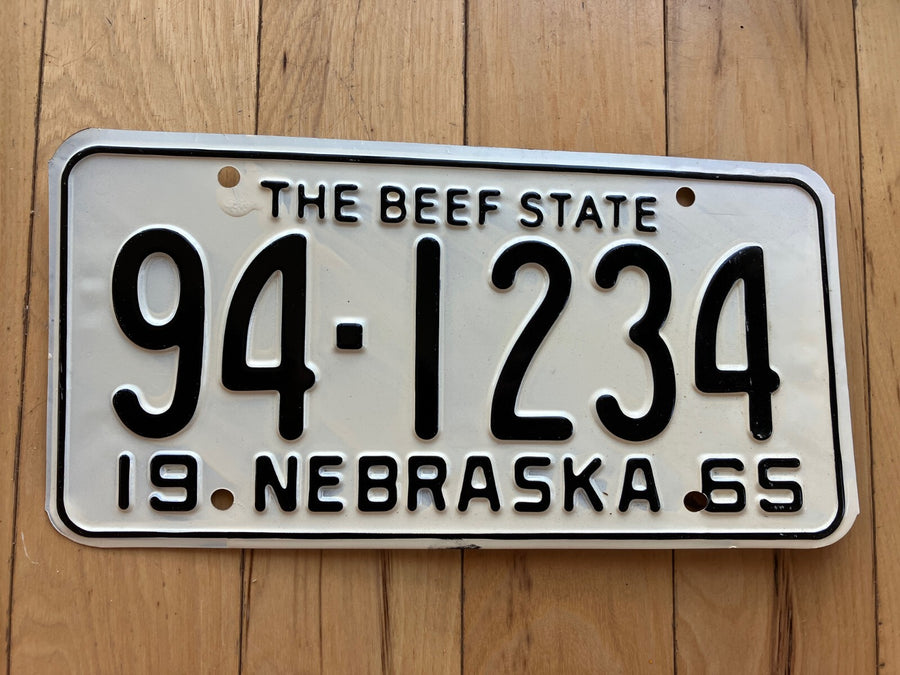 THE BEEF STATE
94-1234
19 NEBRASKA 65